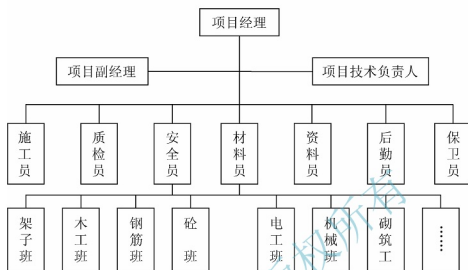 项目经理
项目副经理
项目技术负责人
施工员
质检员
安全员
材料员
资料员
后勤员
保卫员
架子班
木工班
钢筋班
砼班
电工班
机械班
砌筑工
……
权所有